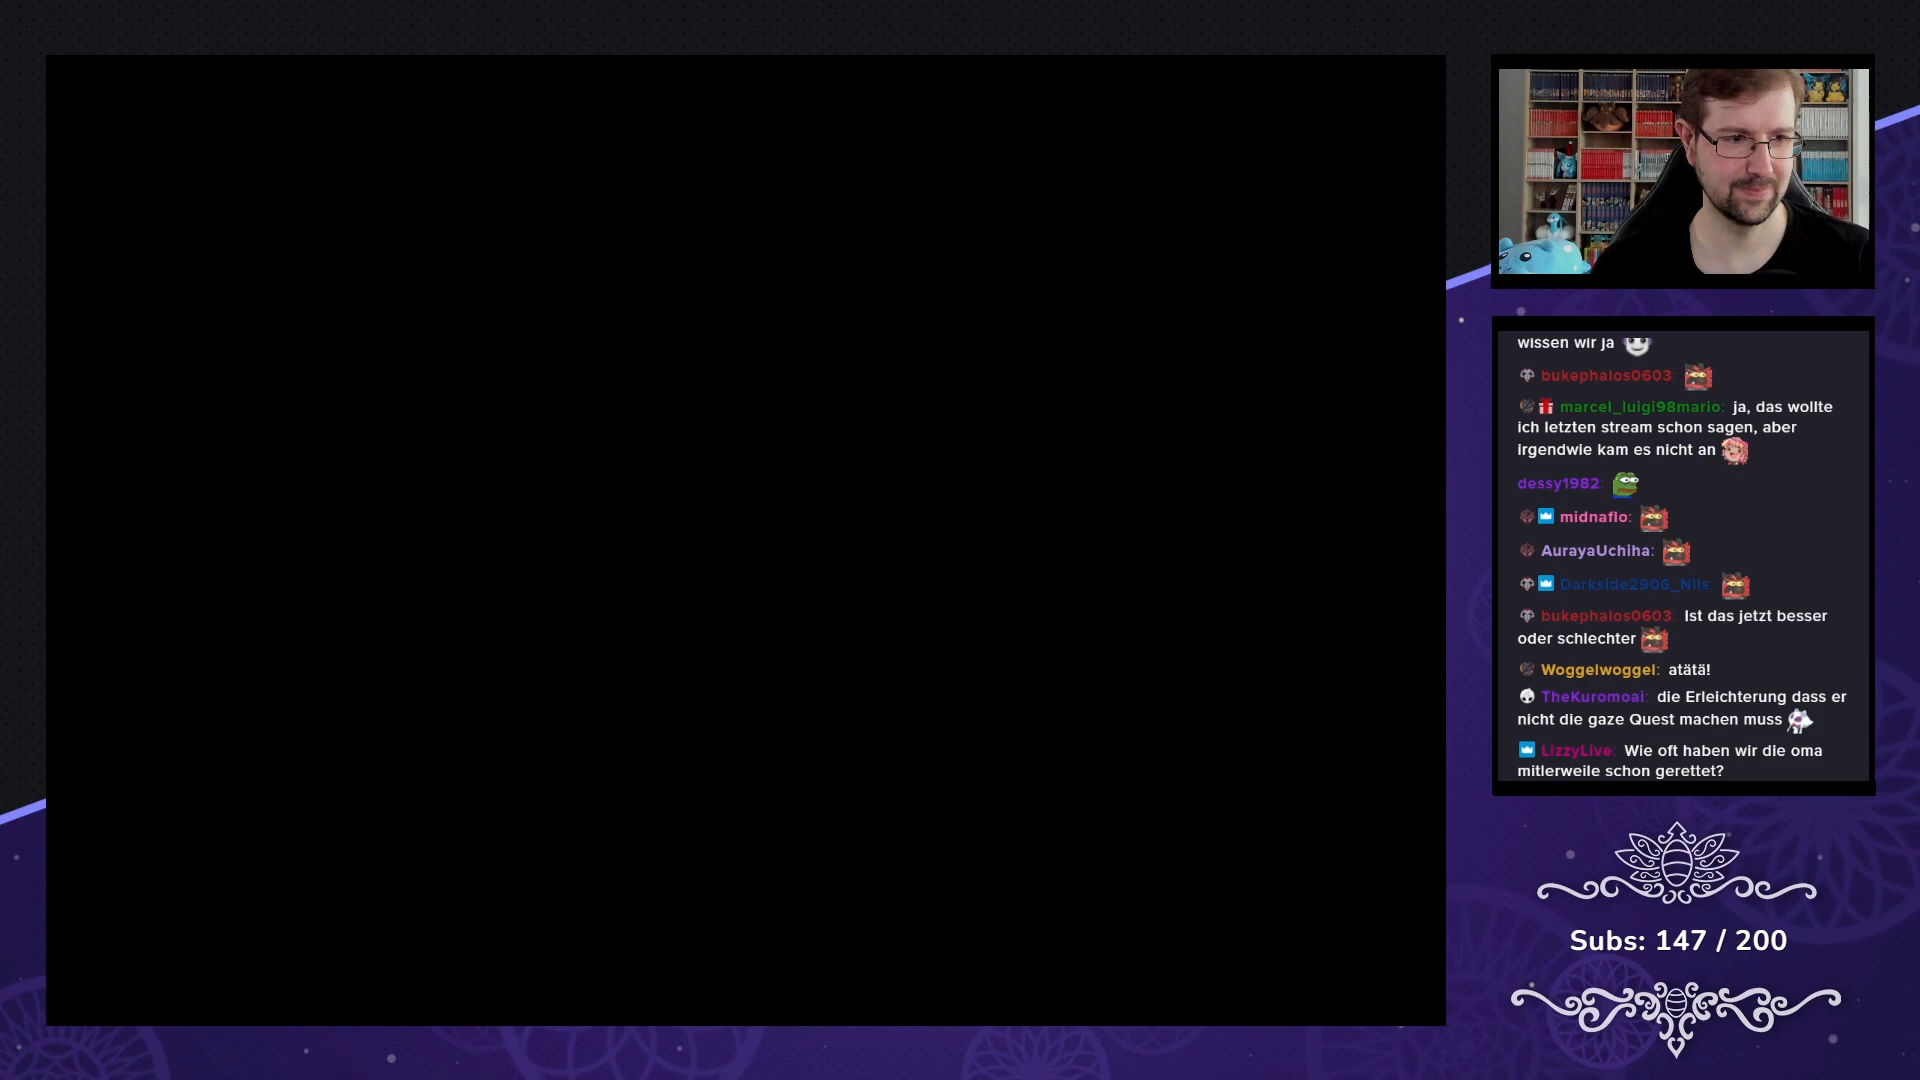 wissen wir ja
bukephalos0603:
marcel_luigi98mario: ja, das wollte
ich letzten stream schon sagen, aber
irgendwie kam es nicht an
dessy1982:
midnaflo:
AurayaUchiha:
Darkside2906_Nils:
bukephalos0603: Ist das jetzt besser
oder schlechter
Woggelwoggel: atätä!
TheKuromoai: die Erleichterung dass er
nicht die gaze Quest machen muss
LizzyLive: Wie oft haben wir die oma
mitlerweile schon gerettet?
Subs: 147 / 200